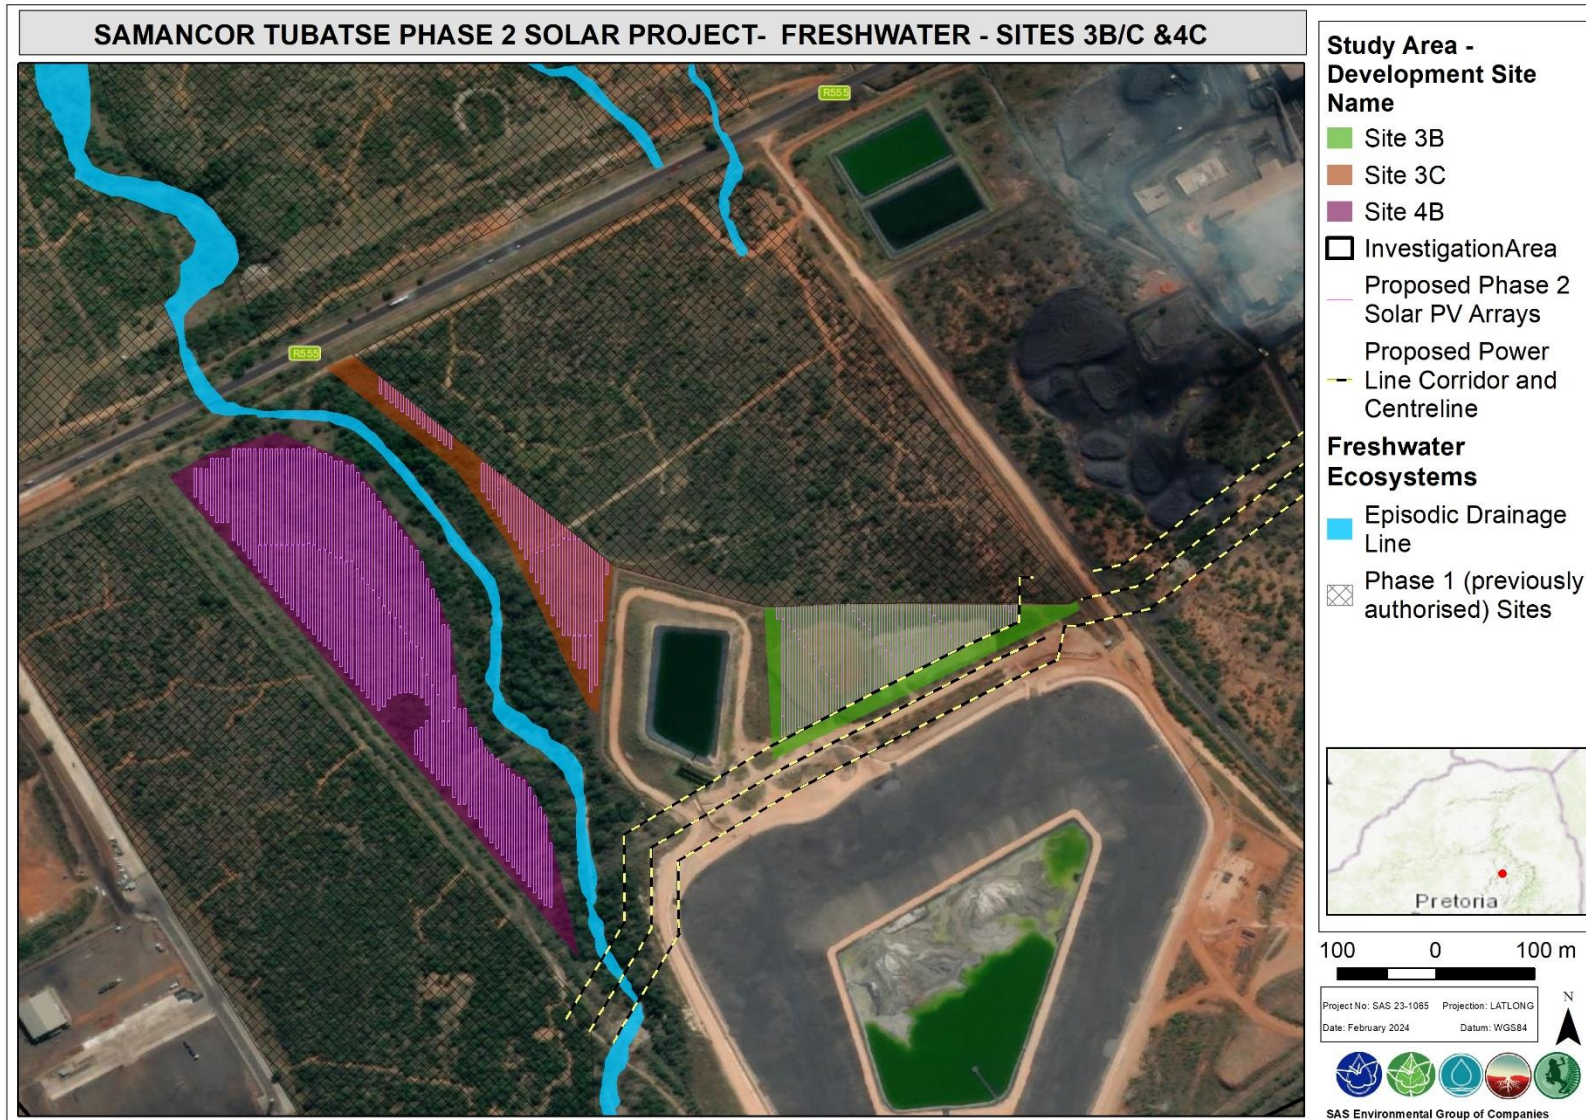 SAMANCOR TUBATSE PHASE 2 SOLAR PROJECT- FRESHWATER - SITES 3B/C &4C
R555
R555
Study Area -
Development Site
Name
Site 3B
Site 3C
Site 4B
InvestigationArea
Proposed Phase 2
Solar PV Arrays
Proposed Power
Line Corridor and
Centreline
Freshwater
Ecosystems
Episodic Drainage
Line
Phase 1 (previously
authorised) Sites
Pretoria
100 0 100 m
Project No: SAS 23-1065 Projection: LATLONG
Date: February 2024 Datum: WGS84
N
SAS Environmental Group of Companies